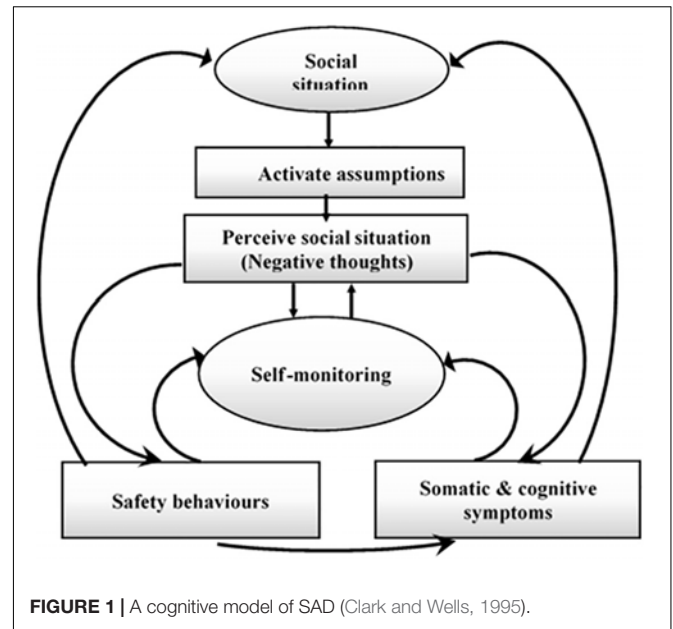 Social
situation
Activate assumptions
Perceive social situation
(Negative thoughts)
Self-monitoring
Safety behaviours
Somatic & cognitive
symptoms
FIGURE 1 | A cognitive model of SAD (Clark and Wells, 1995).